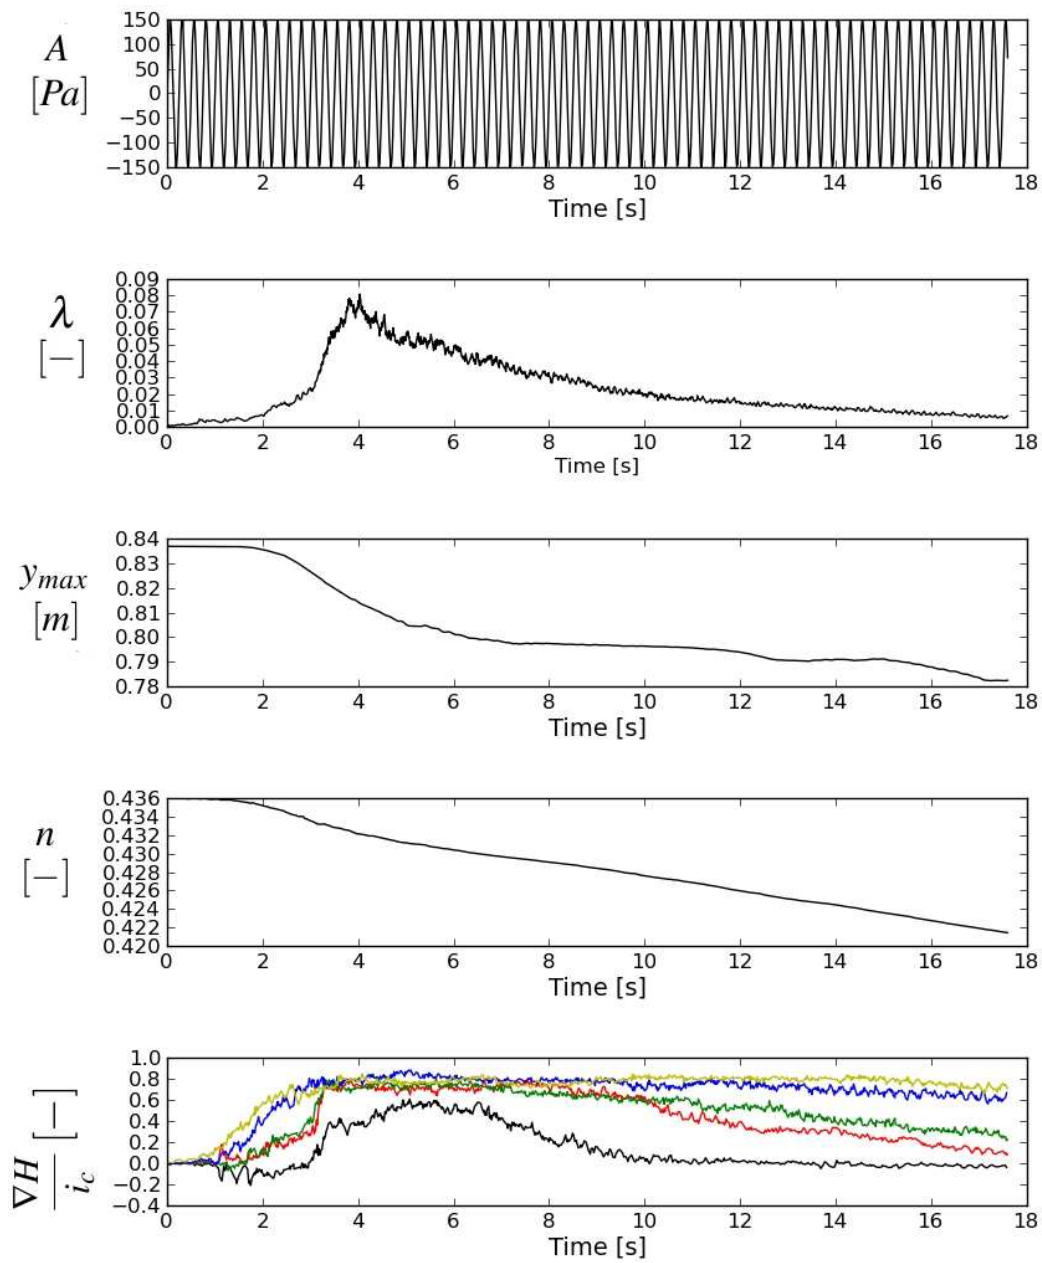 A
[Pa]
150
100
50
0
−50
−100
−150
0 2 4 6 8 10 12 14 16 18
Time [s]
λ
[−]
0.09
0.08
0.07
0.06
0.05
0.04
0.03
0.02
0.01
0.00
0 2 4 6 8 10 12 14 16 18
Time [s]
y_max
[m]
0.84
0.83
0.82
0.81
0.80
0.79
0.78
0 2 4 6 8 10 12 14 16 18
Time [s]
n
[−]
0.436
0.434
0.432
0.430
0.428
0.426
0.424
0.422
0.420
0 2 4 6 8 10 12 14 16 18
Time [s]
∇H/i_c [−]
1.0
0.8
0.6
0.4
0.2
0.0
−0.2
−0.4
0 2 4 6 8 10 12 14 16 18
Time [s]